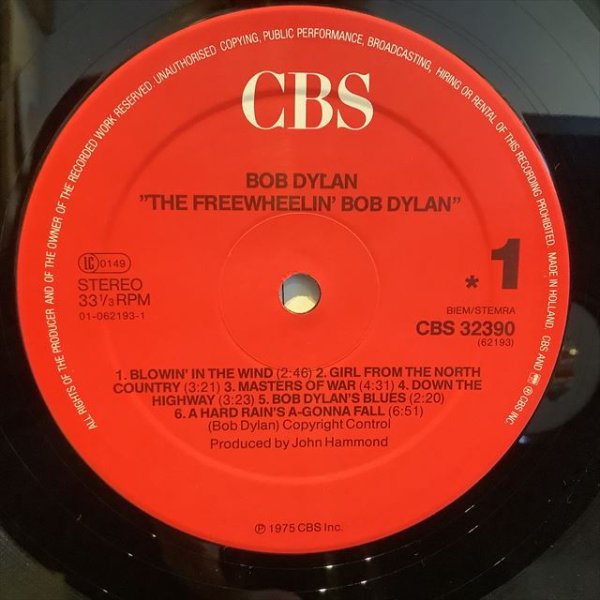 ALL RIGHTS OF THE PRODUCER AND OF THE OWNER OF THE RECORDED WORK RESERVED. UNAUTHORISED COPYING, PUBLIC PERFORMANCE, BROADCASTING, HIRING OR RENTAL OF THIS RECORDING PROHIBITED. MADE IN HOLLAND. CBS AND ® CBS INC.
CBS
BOB DYLAN
"THE FREEWHEELIN' BOB DYLAN"
LC 0149
STEREO
33⅓ RPM
01-062193-1
* 1
BIEM/STEMRA
CBS 32390
(62193)
1. BLOWIN' IN THE WIND (2:46) 2. GIRL FROM THE NORTH
COUNTRY (3:21) 3. MASTERS OF WAR (4:31) 4. DOWN THE
HIGHWAY (3:23) 5. BOB DYLAN'S BLUES (2:20)
6. A HARD RAIN'S A-GONNA FALL (6:51)
(Bob Dylan) Copyright Control
Produced by John Hammond
℗ 1975 CBS Inc.